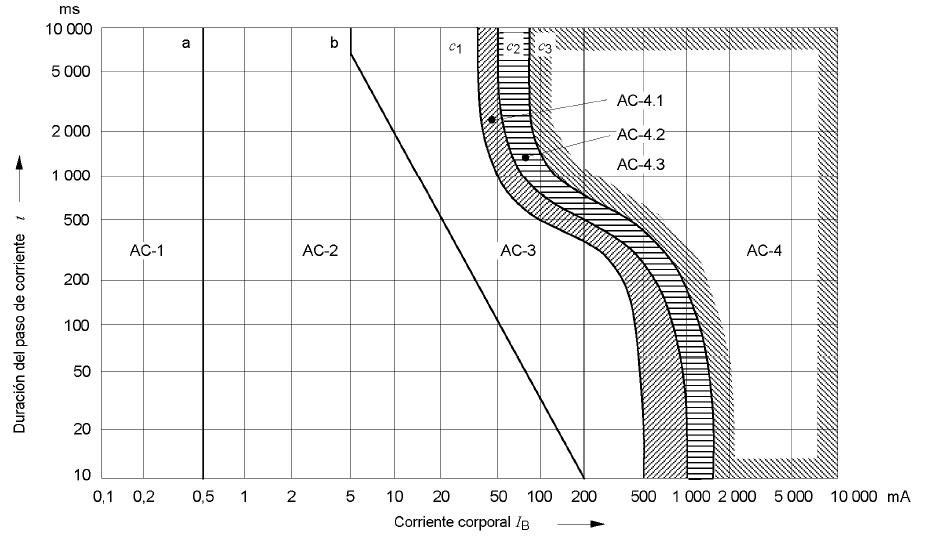 ms
10 000
5 000
2 000
1 000
500
200
100
50
20
10
Duración del paso de corriente t
a
b
c1
c2
c3
AC-4.1
AC-4.2
AC-4.3
AC-1
AC-2
AC-3
AC-4
0,1 0,2 0,5 1 2 5 10 20 50 100 200 500 1 000 2 000 5 000 10 000 mA
Corriente corporal IB